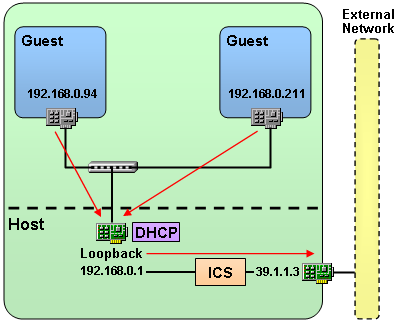 External
Network
Guest
Guest
192.168.0.94
192.168.0.211
Host
DHCP
Loopback
192.168.0.1
ICS
39.1.1.3